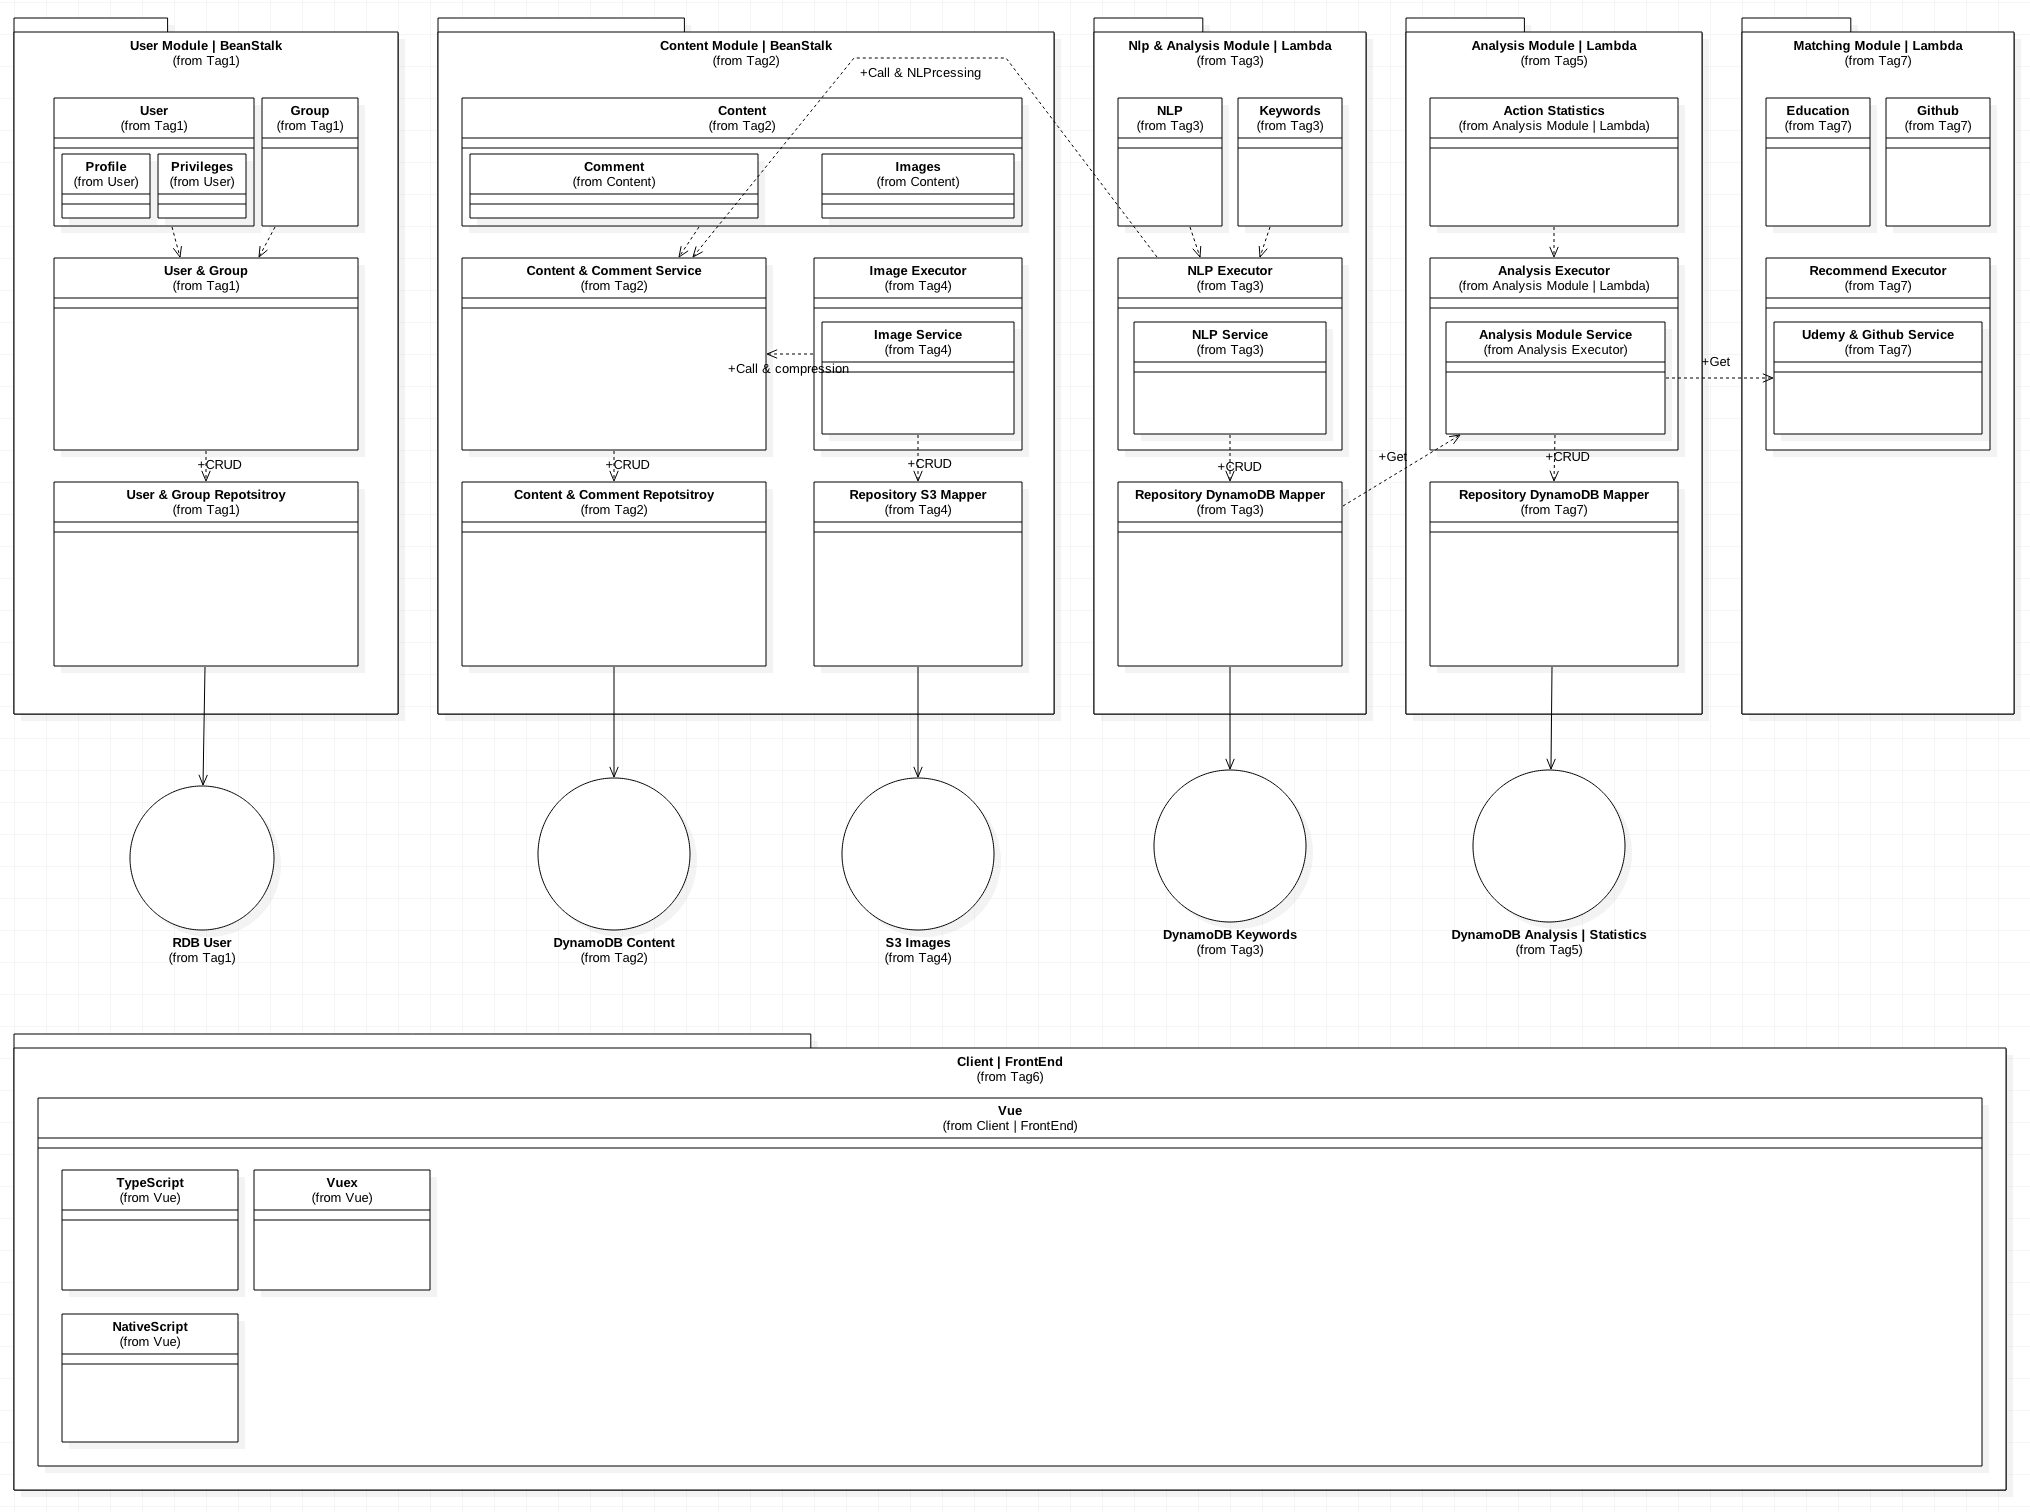 User Module | BeanStalk
(from Tag1)
User
(from Tag1)
Group
(from Tag1)
Profile
(from User)
Privileges
(from User)
User & Group
(from Tag1)
+CRUD
User & Group Repotsitroy
(from Tag1)
RDB User
(from Tag1)
Content Module | BeanStalk
(from Tag2)
+Call & NLPrcessing
Content
(from Tag2)
Comment
(from Content)
Images
(from Content)
Content & Comment Service
(from Tag2)
Image Executor
(from Tag4)
Image Service
(from Tag4)
+Call & compression
+CRUD
+CRUD
Content & Comment Repotsitroy
(from Tag2)
Repository S3 Mapper
(from Tag4)
DynamoDB Content
(from Tag2)
S3 Images
(from Tag4)
Nlp & Analysis Module | Lambda
(from Tag3)
NLP
(from Tag3)
Keywords
(from Tag3)
NLP Executor
(from Tag3)
NLP Service
(from Tag3)
+CRUD
Repository DynamoDB Mapper
(from Tag3)
DynamoDB Keywords
(from Tag3)
+Get
Analysis Module | Lambda
(from Tag5)
Action Statistics
(from Analysis Module | Lambda)
Analysis Executor
(from Analysis Module | Lambda)
Analysis Module Service
(from Analysis Executor)
+CRUD
Repository DynamoDB Mapper
(from Tag7)
DynamoDB Analysis | Statistics
(from Tag5)
+Get
Matching Module | Lambda
(from Tag7)
Education
(from Tag7)
Github
(from Tag7)
Recommend Executor
(from Tag7)
Udemy & Github Service
(from Tag7)
Client | FrontEnd
(from Tag6)
Vue
(from Client | FrontEnd)
TypeScript
(from Vue)
Vuex
(from Vue)
NativeScript
(from Vue)